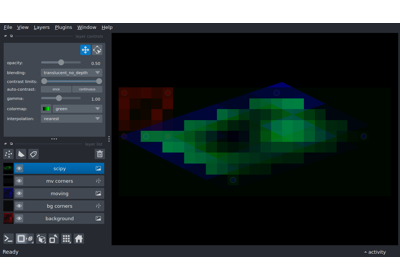 File View Layers Plugins Window Help
opacity: 0.50
blending: translucent_no_depth
contrast limits:
auto-contrast: once continuous
gamma: 1.00
colormap: green
interpolation: nearest
scipy
mv corners
moving
bg corners
background
Ready
activity